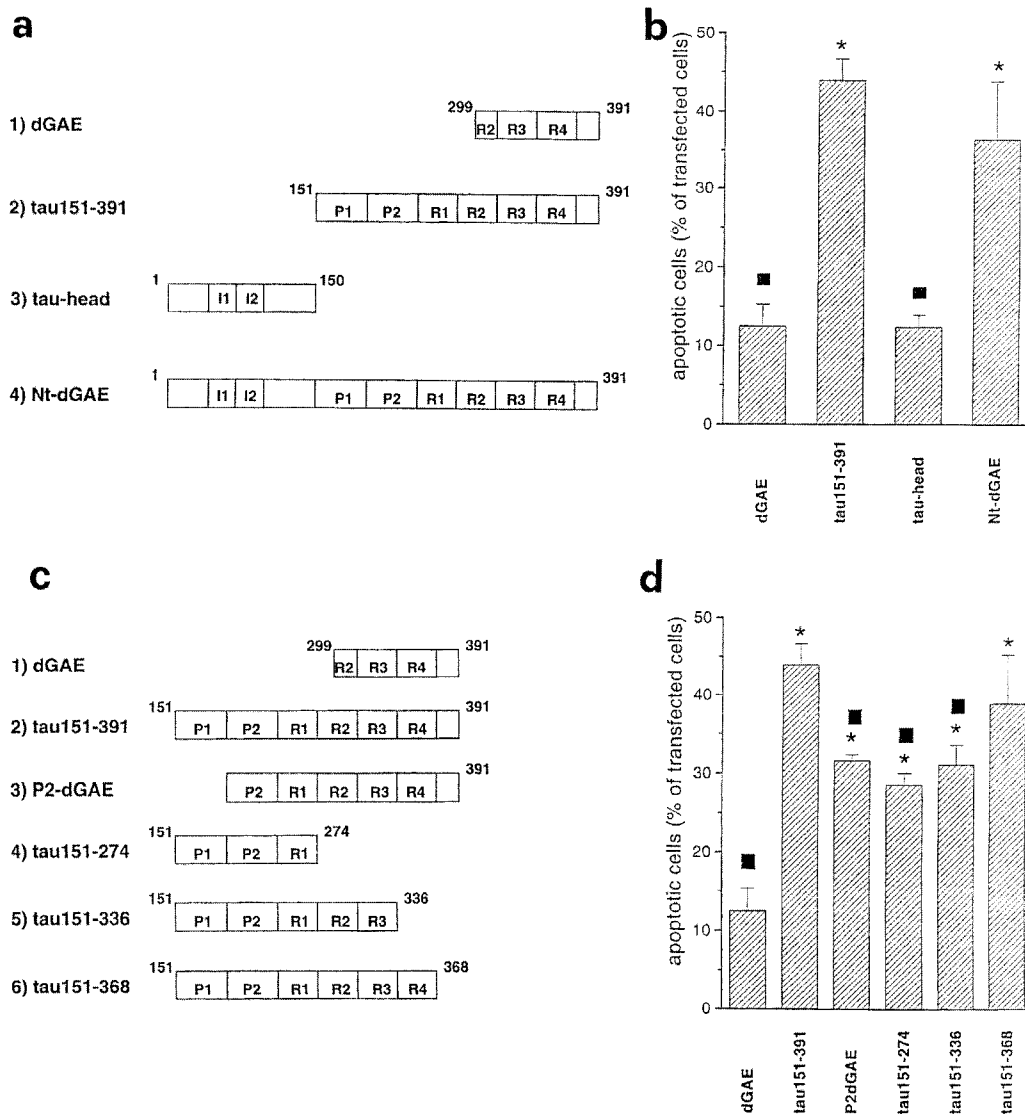 a
299 391
1) dGAE
R2 R3 R4
151 391
2) tau151-391
P1 P2 R1 R2 R3 R4
1 150
3) tau-head
I1 I2
1 391
4) Nt-dGAE
I1 I2 P1 P2 R1 R2 R3 R4
b
apoptotic cells (% of transfected cells)
50
40
30
20
10
0
* *
■ ■
dGAE
tau151-391
tau-head
Nt-dGAE
c
299 391
1) dGAE
R2 R3 R4
151 391
2) tau151-391
P1 P2 R1 R2 R3 R4
391
3) P2-dGAE
P2 R1 R2 R3 R4
151 274
4) tau151-274
P1 P2 R1
151 336
5) tau151-336
P1 P2 R1 R2 R3
151 368
6) tau151-368
P1 P2 R1 R2 R3 R4
d
apoptotic cells (% of transfected cells)
50
40
30
20
10
0
* *
■ ■ ■
* * *
■
dGAE
tau151-391
P2dGAE
tau151-274
tau151-336
tau151-368